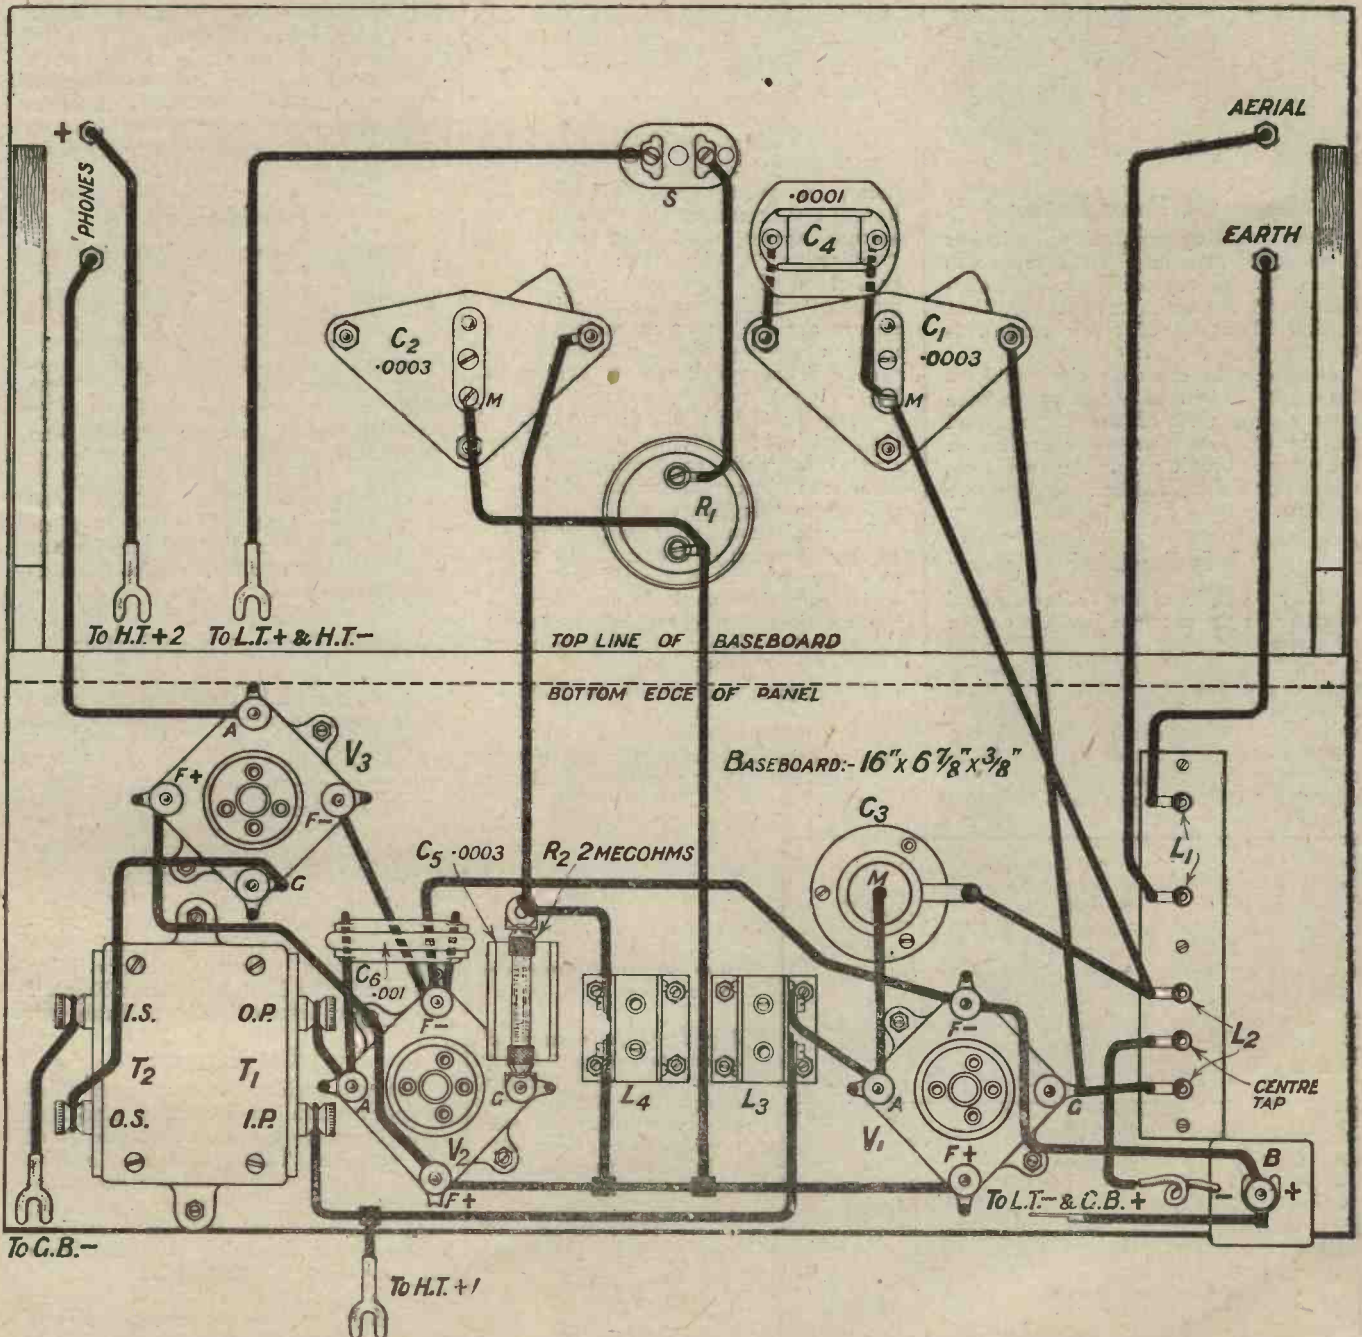 AERIAL
+
'PHONES
S
.0001
C4
EARTH
C2
.0003
M
C1
.0003
M
R1
To H.T.+2
To L.T.+ & H.T.-
TOP LINE OF BASEBOARD
BOTTOM EDGE OF PANEL
A
V3
F+
F-
G
BASEBOARD:- 16" x 6 7/8" x 3/8"
C3
M
C5 .0003
R2 2 MEGOHMS
L1
C6
.001
I.S.
O.P.
T2
T1
O.S.
I.P.
F-
A
G
V2
F+
L4
L3
F-
A
G
V1
F+
L2
CENTRE
TAP
B
-
+
To L.T.- & G.B.+
To G.B.-
To H.T.+1